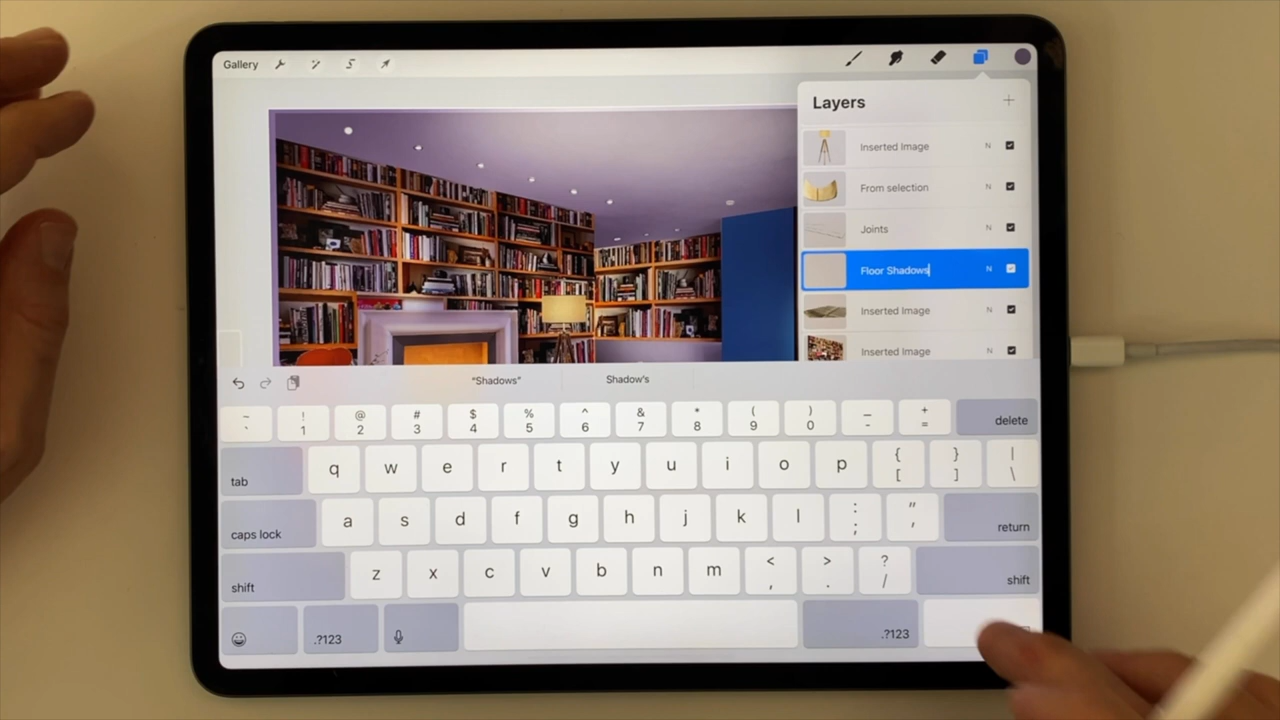 Gallery
Layers
Inserted Image N
From selection N
Joints N
Floor Shadows N
Inserted Image N
Inserted Image N
"Shadows" Shadow's
~ ! @ # $ % ^ & * ( ) _ +
` 1 2 3 4 5 6 7 8 9 0 - = delete
tab q w e r t y u i o p { [ } ] | \
caps lock a s d f g h j k l : ; " ' return
shift z x c v b n m < , > . ? / shift
.?123 .?123